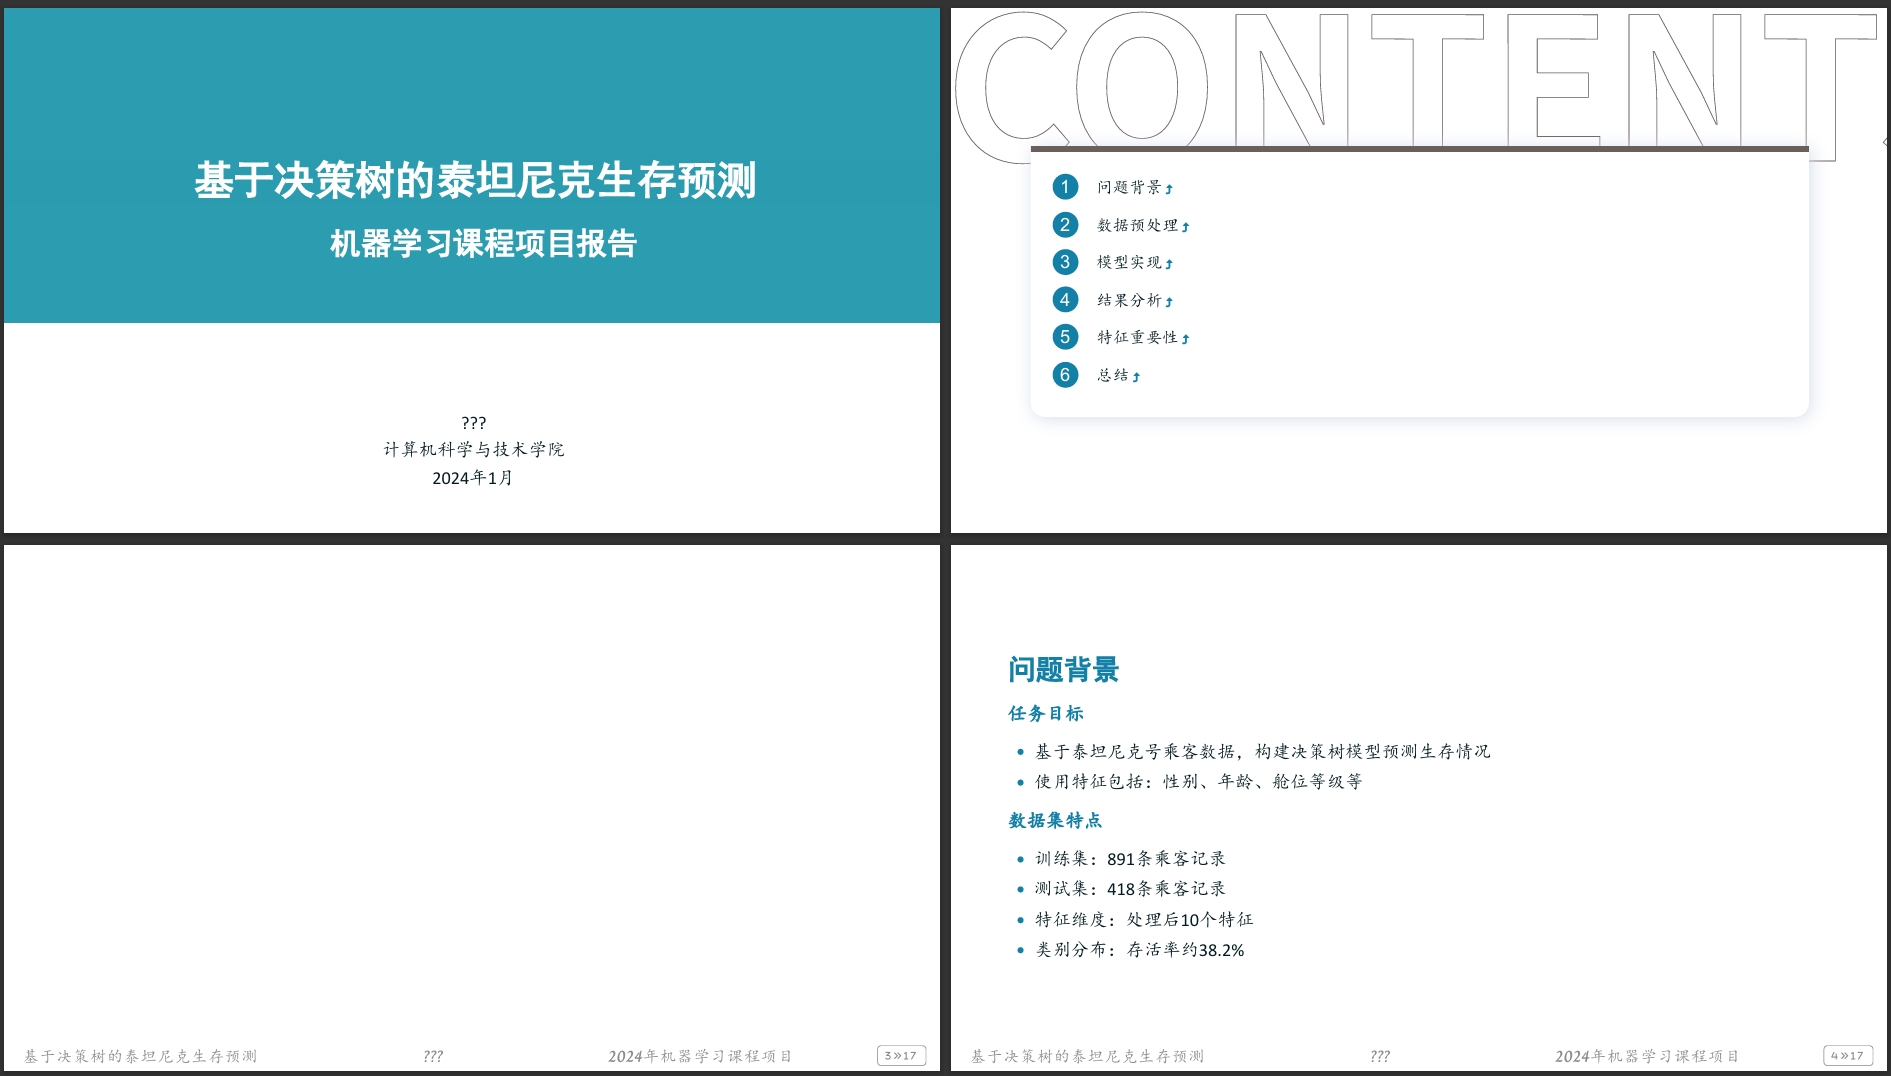 基于决策树的泰坦尼克生存预测
机器学习课程项目报告
???
计算机科学与技术学院
2024年1月
CONTENT
1 问题背景
2 数据预处理
3 模型实现
4 结果分析
5 特征重要性
6 总结
基于决策树的泰坦尼克生存预测 ??? 2024年机器学习课程项目 3»17
问题背景
任务目标
• 基于泰坦尼克号乘客数据，构建决策树模型预测生存情况
• 使用特征包括：性别、年龄、舱位等级等
数据集特点
• 训练集：891条乘客记录
• 测试集：418条乘客记录
• 特征维度：处理后10个特征
• 类别分布：存活率约38.2%
基于决策树的泰坦尼克生存预测 ??? 2024年机器学习课程项目 4»17